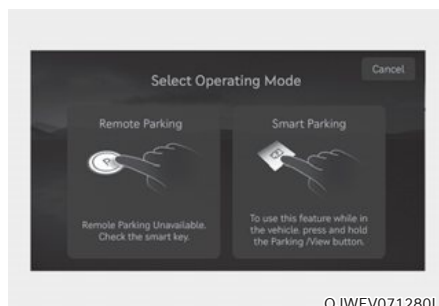 Cancel
Select Operating Mode
Remote Parking
P
Remote Parking Unavailable.
Check the smart key.
Smart Parking
To use this feature while in
the vehicle. press and hold
the Parking /View button.
OJWEV071280L